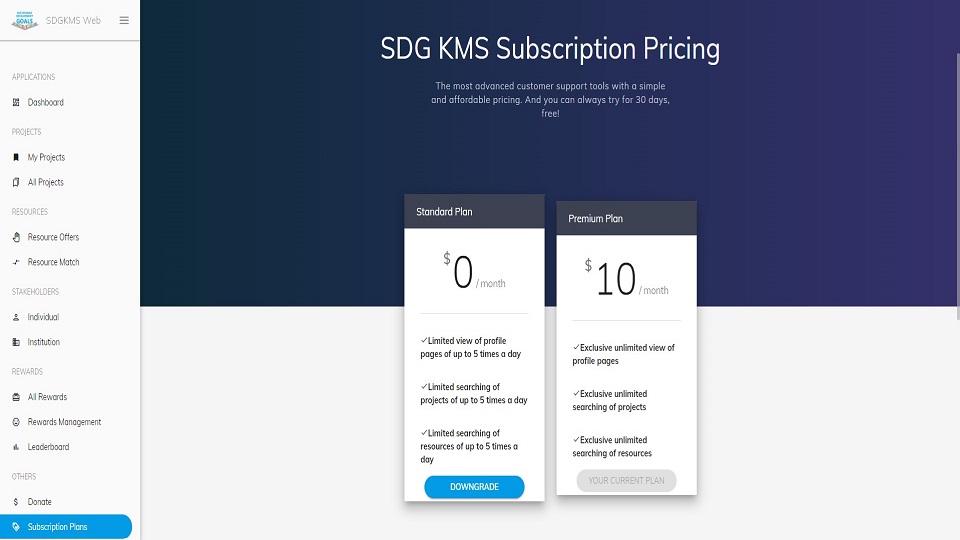 GOALS
SDGKMS Web
APPLICATIONS
Dashboard
PROJECTS
My Projects
All Projects
RESOURCES
Resource Offers
Resource Match
STAKEHOLDERS
Individual
Institution
REWARDS
All Rewards
Rewards Management
Leaderboard
OTHERS
Donate
Subscription Plans
SDG KMS Subscription Pricing
The most advanced customer support tools with a simple
and affordable pricing. And you can always try for 30 days,
free!
Standard Plan
$0 / month
✓Limited view of profile
pages of up to 5 times a day
✓Limited searching of
projects of up to 5 times a day
✓Limited searching of
resources of up to 5 times a
day
DOWNGRADE
Premium Plan
$10 / month
✓Exclusive unlimited view of
profile pages
✓Exclusive unlimited
searching of projects
✓Exclusive unlimited
searching of resources
YOUR CURRENT PLAN